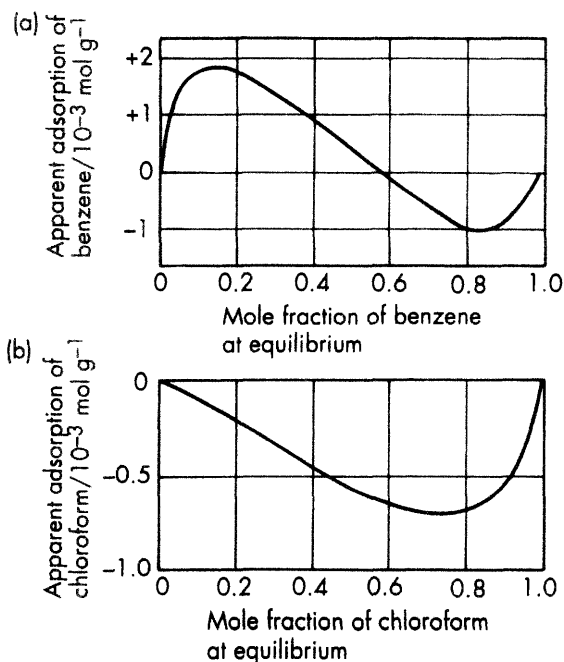 (a)
Apparent adsorption of
benzene/10⁻³ mol g⁻¹
+2
+1
0
−1
0 0.2 0.4 0.6 0.8 1.0
Mole fraction of benzene
at equilibrium
(b)
Apparent adsorption of
chloroform/10⁻³ mol g⁻¹
0
−0.5
−1.0
0 0.2 0.4 0.6 0.8 1.0
Mole fraction of chloroform
at equilibrium